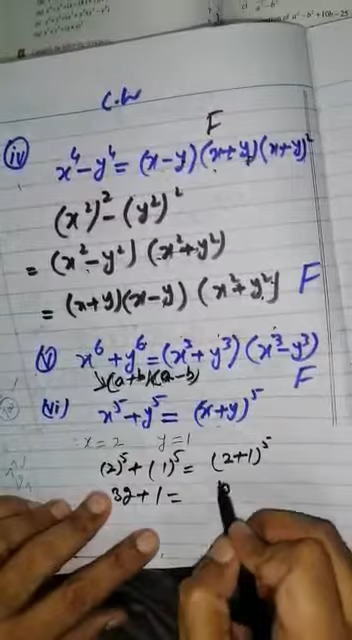 C.W
F
(iv) x⁴ - y⁴ = (x-y)(x+y)(x+y)²
(x²)² - (y²)²
= (x² - y²) (x² + y²)
= (x+y)(x-y) (x² + y²) F
(v) x⁶ + y⁶ = (x³ + y³) (x³ - y³)
(a+b)(a-b) F
(vi) x⁵ + y⁵ = (x+y)⁵
x = 2 y = 1
(2)⁵ + (1)⁵ = (2+1)⁵
32 + 1 =